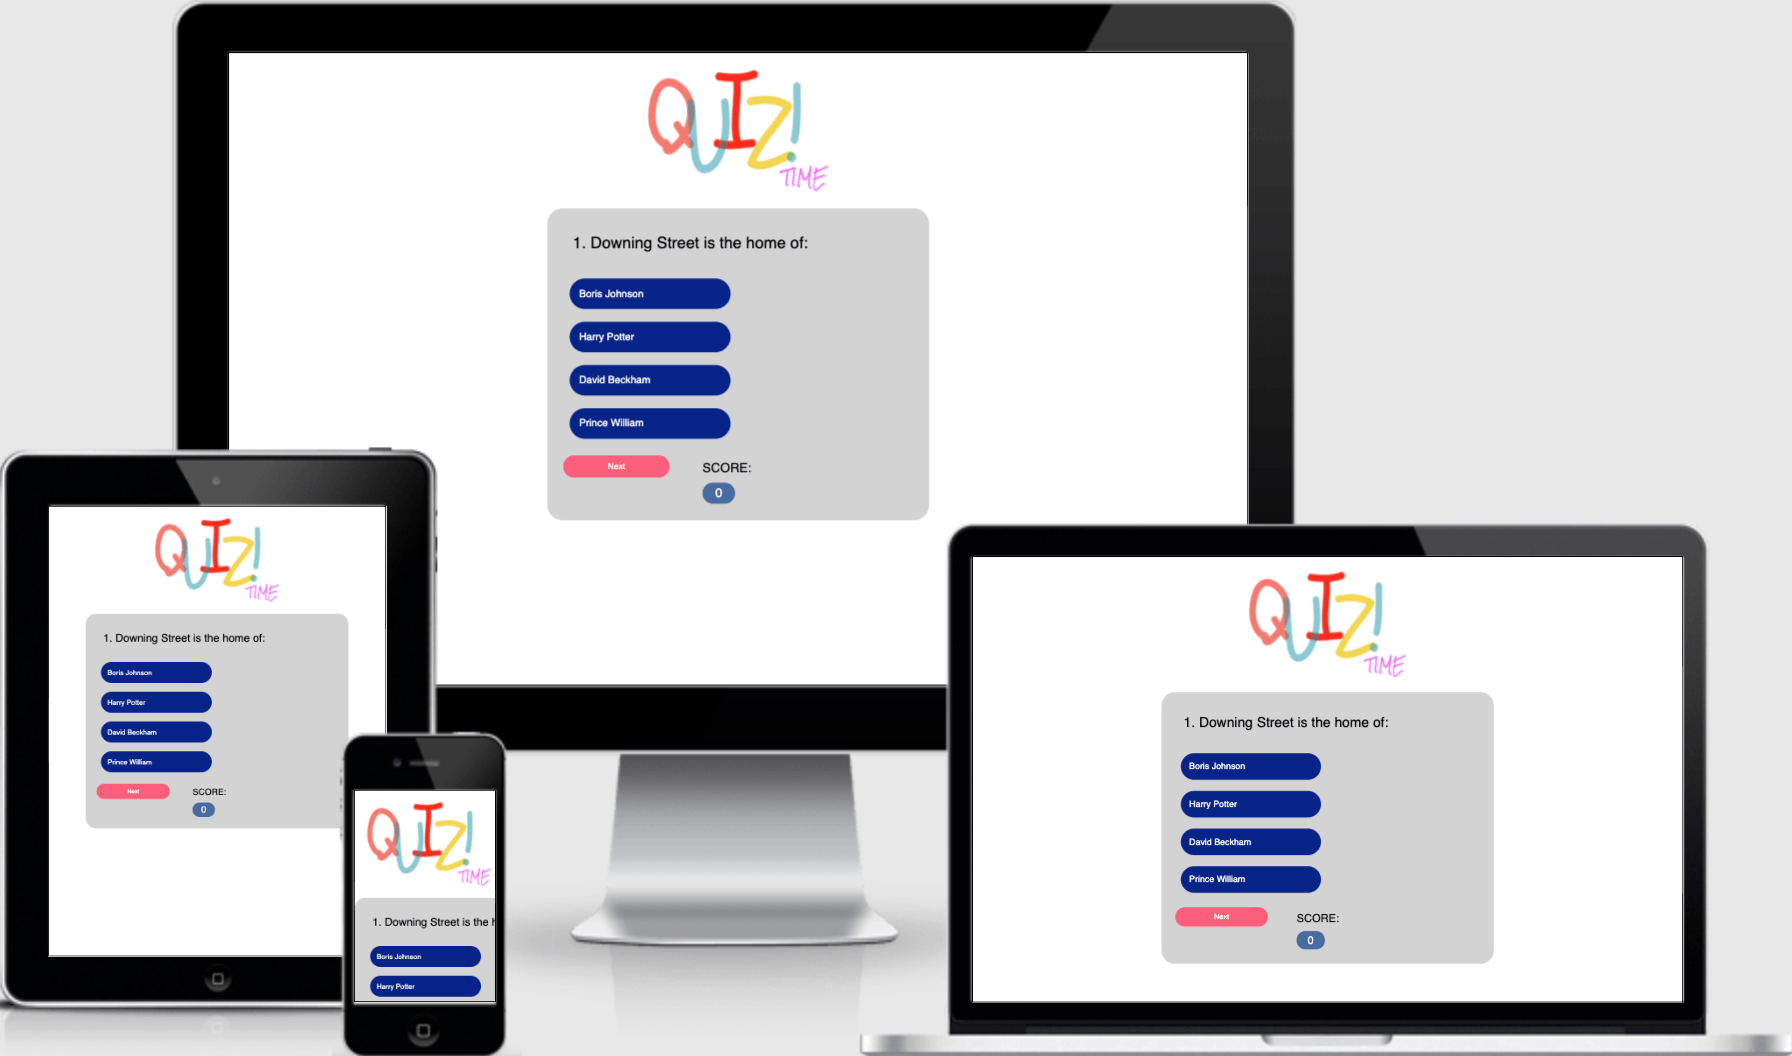 QUIZ!
TIME
1. Downing Street is the home of:
Boris Johnson
Harry Potter
David Beckham
Prince William
Next
SCORE:
0
QUIZ!
TIME
1. Downing Street is the home of:
Boris Johnson
Harry Potter
David Beckham
Prince William
Next
SCORE:
0
QUIZ!
TIME
1. Downing Street is the h
Boris Johnson
Harry Potter
QUIZ!
TIME
1. Downing Street is the home of:
Boris Johnson
Harry Potter
David Beckham
Prince William
Next
SCORE:
0